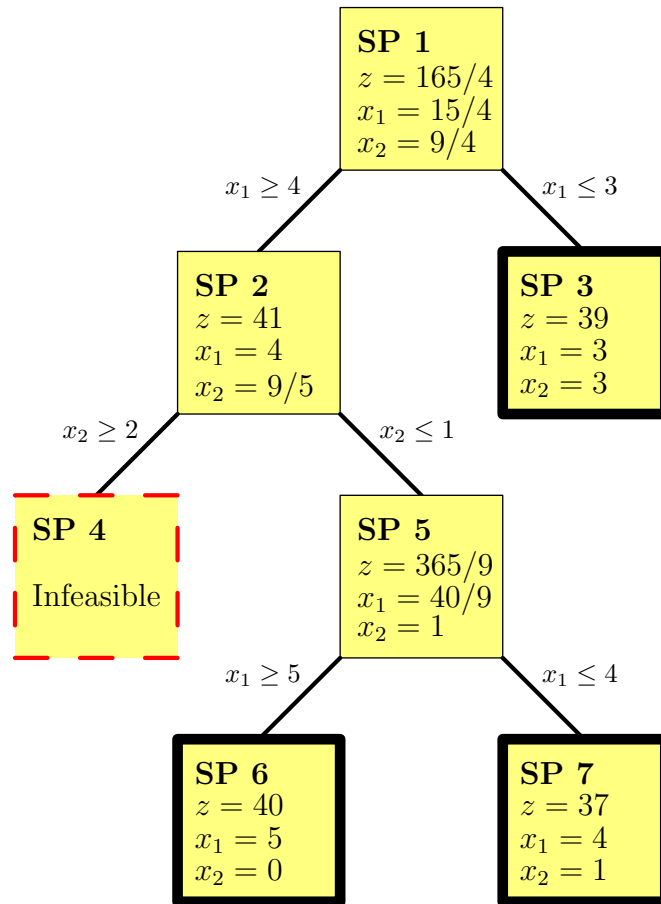 SP 1
z = 165/4
x₁ = 15/4
x₂ = 9/4
x₁ ≥ 4
x₁ ≤ 3
SP 2
z = 41
x₁ = 4
x₂ = 9/5
SP 3
z = 39
x₁ = 3
x₂ = 3
x₂ ≥ 2
x₂ ≤ 1
SP 4
Infeasible
SP 5
z = 365/9
x₁ = 40/9
x₂ = 1
x₁ ≥ 5
x₁ ≤ 4
SP 6
z = 40
x₁ = 5
x₂ = 0
SP 7
z = 37
x₁ = 4
x₂ = 1